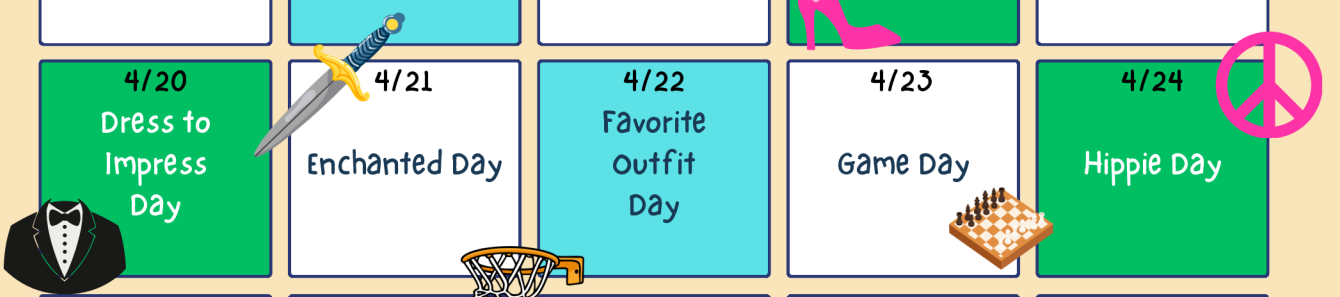 4/20
Dress to
Impress
Day
4/21
Enchanted Day
4/22
Favorite
Outfit
Day
4/23
Game Day
4/24
Hippie Day